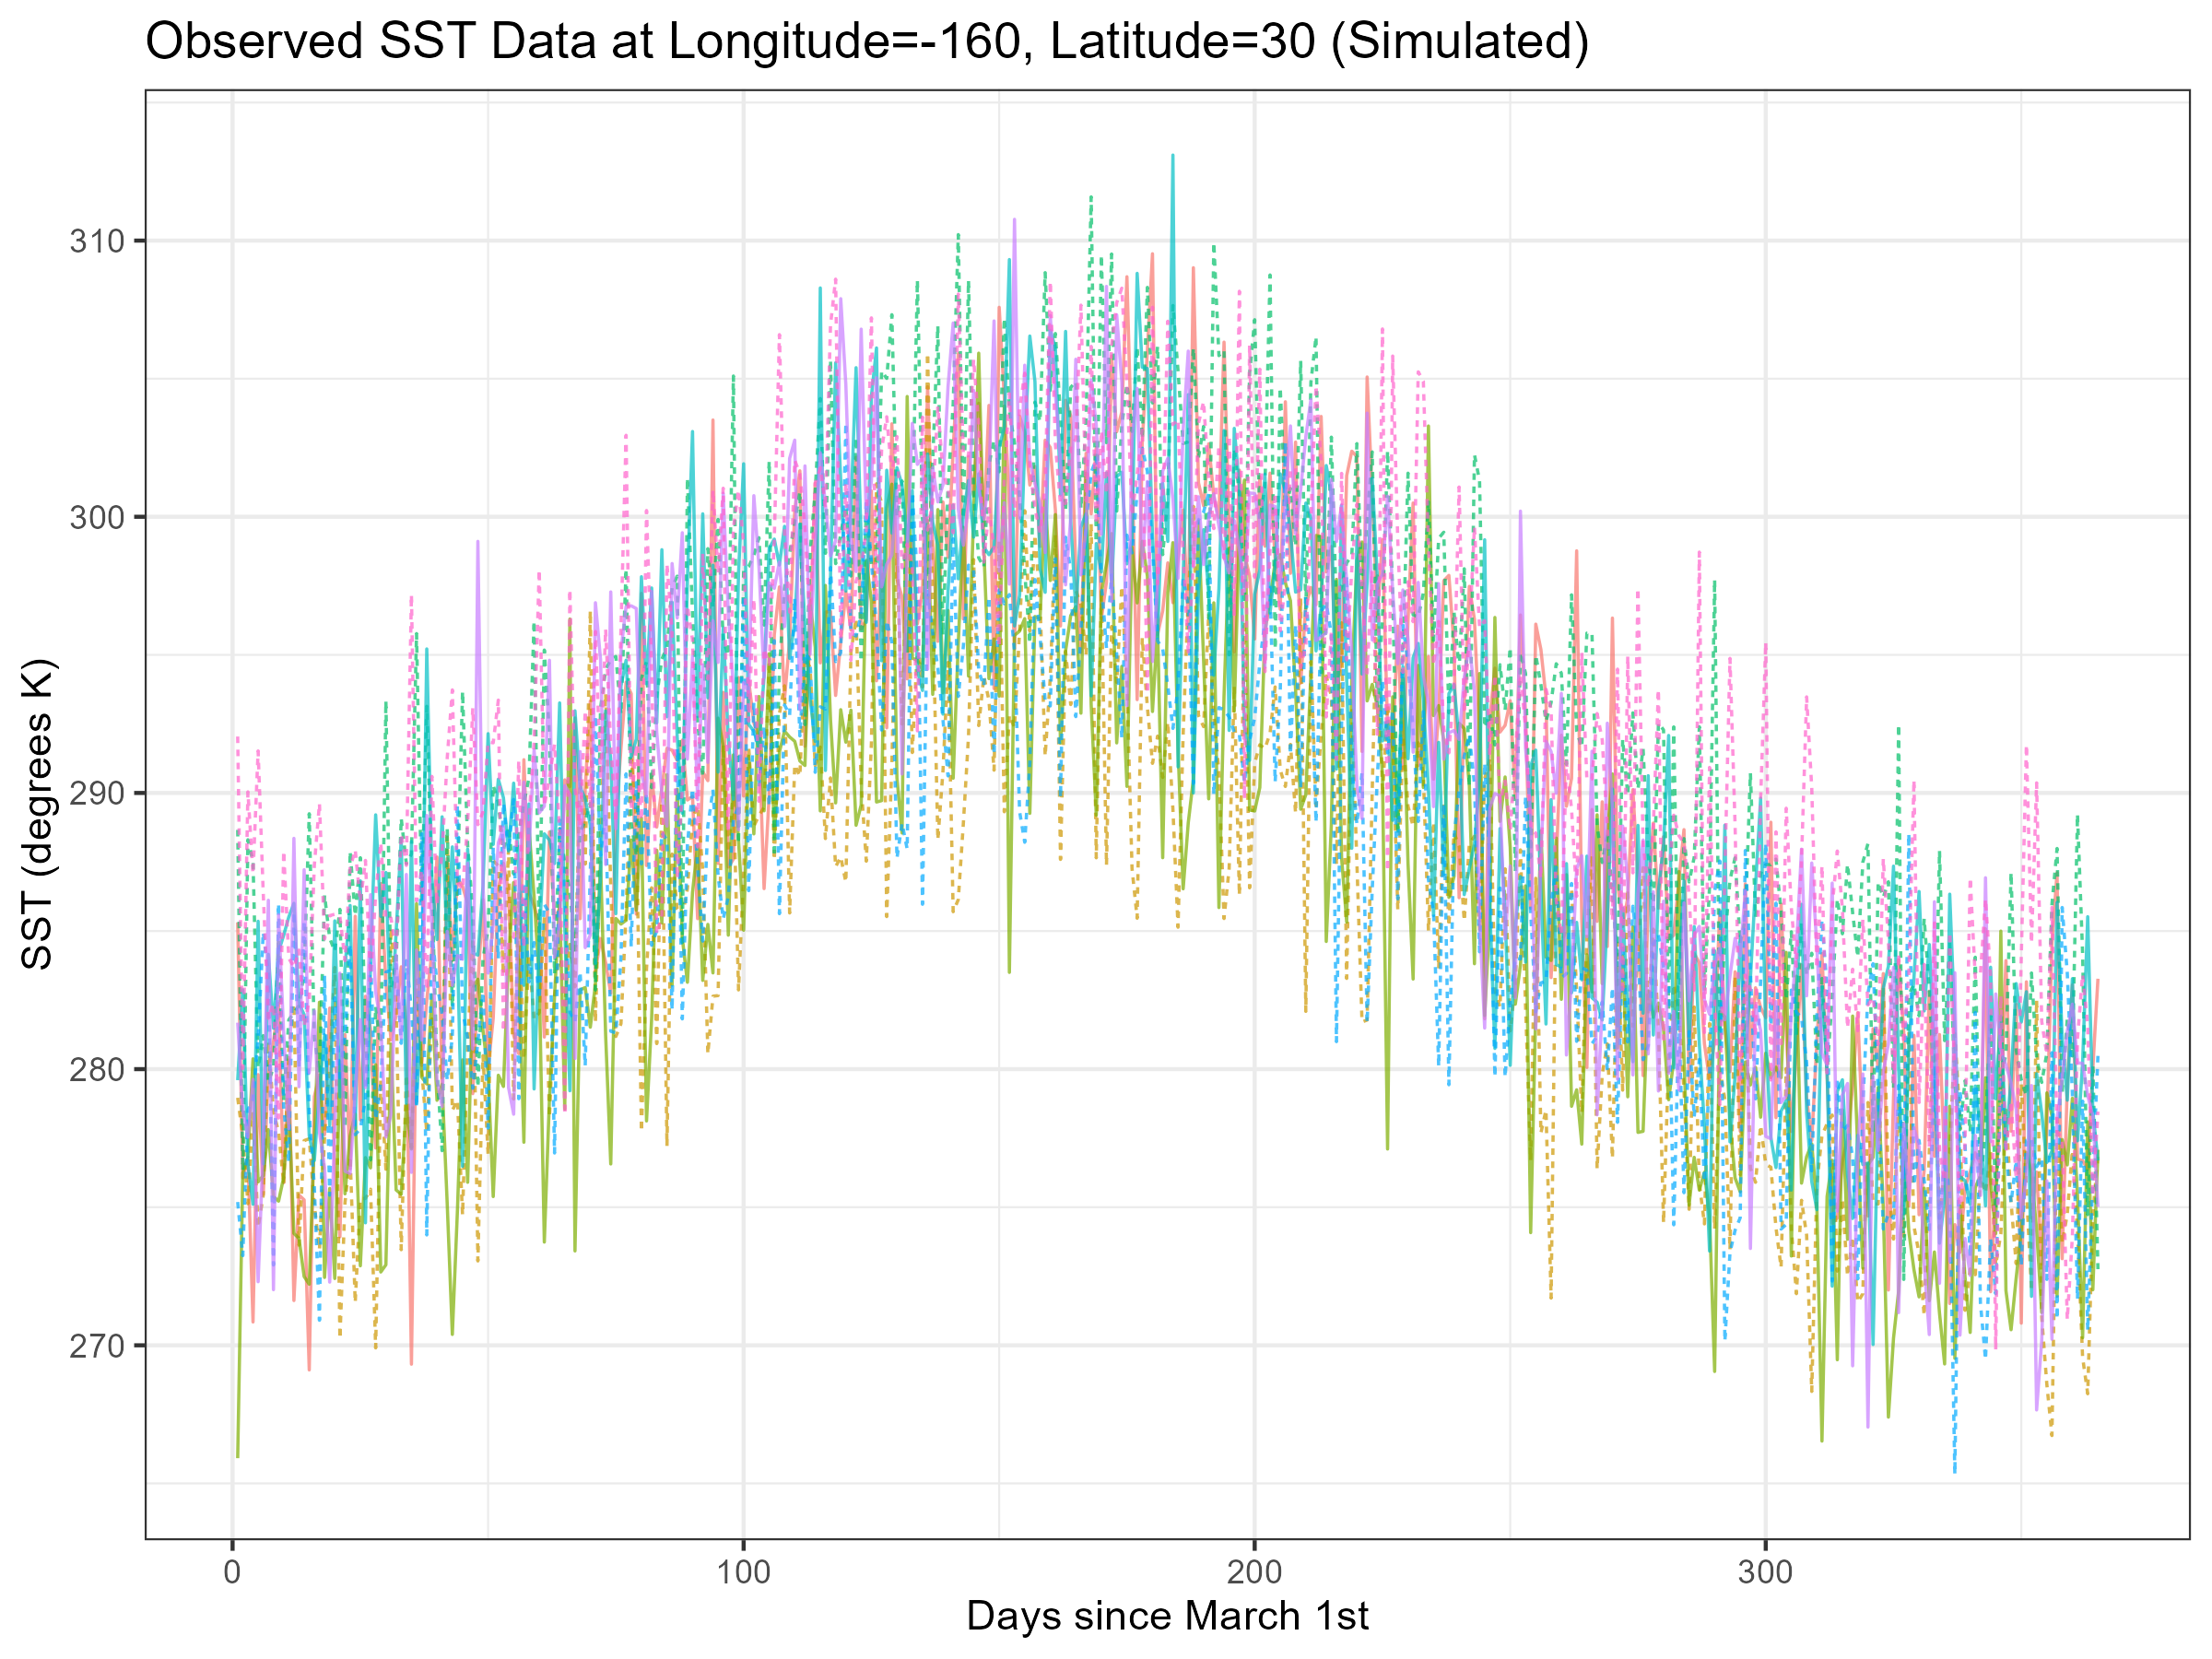 Observed SST Data at Longitude=-160, Latitude=30 (Simulated)
SST (degrees K)
310
300
290
280
270
0 100 200 300
Days since March 1st